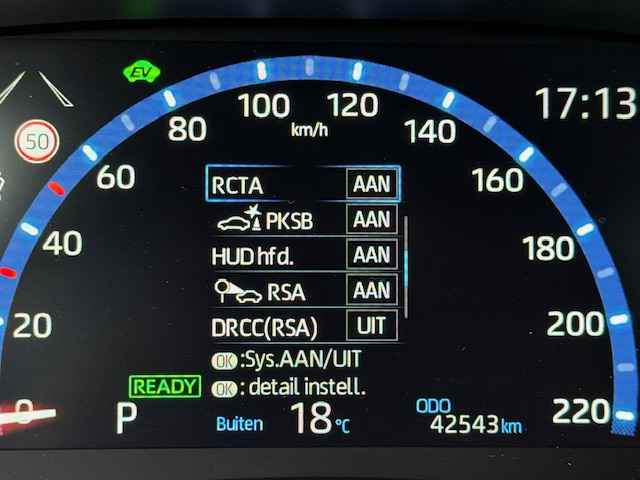 EV
17:13
100
120
km/h
80
140
50
60
160
RCTA AAN
PKSB AAN
40
180
HUD hfd. AAN
RSA AAN
20
200
DRCC(RSA) UIT
OK :Sys.AAN/UIT
READY
OK : detail instell.
0
220
P
Buiten 18 °C
ODO
42543 km